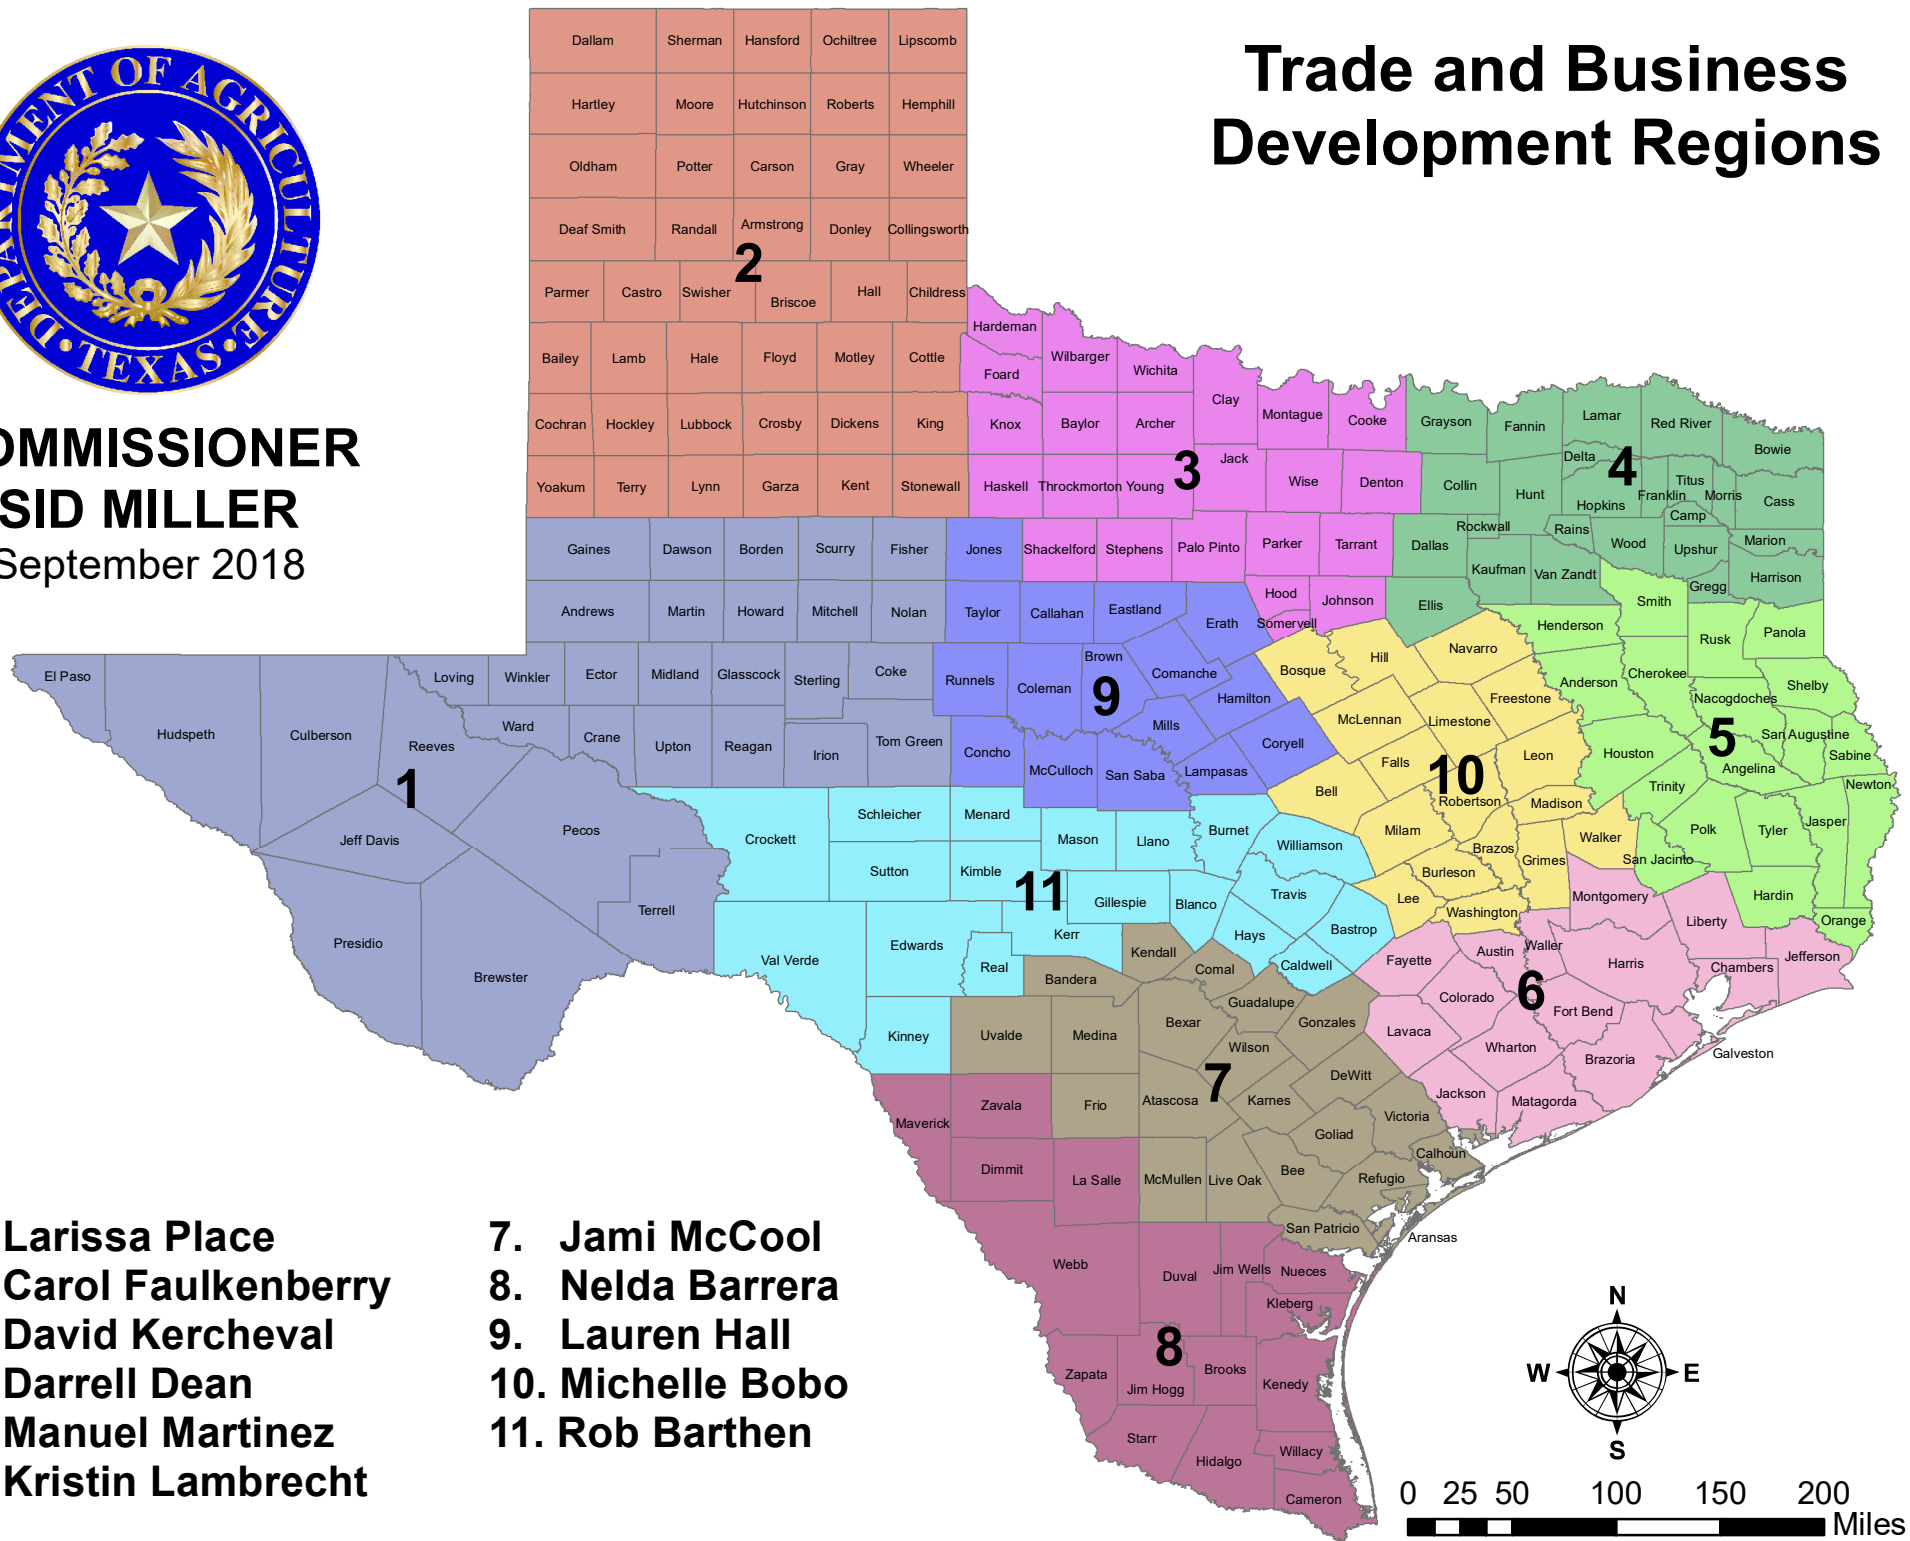 Trade and Business
Development Regions
DEPARTMENT OF AGRICULTURE
TEXAS
OMMISSIONER
SID MILLER
September 2018
Dallam Sherman Hansford Ochiltree Lipscomb
Hartley Moore Hutchinson Roberts Hemphill
Oldham Potter Carson Gray Wheeler
Deaf Smith Randall Armstrong Donley Collingsworth
2
Parmer Castro Swisher Briscoe Hall Childress
Bailey Lamb Hale Floyd Motley Cottle
Cochran Hockley Lubbock Crosby Dickens King
Yoakum Terry Lynn Garza Kent Stonewall
Hardeman
Foard Wilbarger Wichita
Clay Montague Cooke
Knox Baylor Archer
3
Jack
Haskell Throckmorton Young Wise Denton
Shackelford Stephens Palo Pinto Parker Tarrant
Hood Johnson
Somervell
Grayson Fannin Lamar Red River Bowie
Delta 4
Collin Hunt Hopkins Franklin Titus Morris Cass
Camp
Rockwall Rains Wood Upshur Marion
Dallas Kaufman Van Zandt Gregg Harrison
Ellis
Gaines Dawson Borden Scurry Fisher
Andrews Martin Howard Mitchell Nolan
El Paso Loving Winkler Ector Midland Glasscock Sterling Coke
Hudspeth Culberson Reeves Ward Crane Upton Reagan Irion Tom Green
1
Jeff Davis Pecos
Presidio Brewster Terrell
Jones
Taylor Callahan Eastland Erath
Runnels Coleman Brown Comanche
9
Hamilton
Mills
Concho McCulloch San Saba Lampasas Coryell
Bosque Hill Navarro
Freestone
McLennan Limestone
Falls 10 Leon
Bell Robertson Madison
Milam Brazos Grimes Walker
Burleson
Lee Washington
Smith
Henderson Rusk Panola
Anderson Cherokee Shelby
Nacogdoches
5
San Augustine
Houston Angelina Sabine
Trinity Newton
Polk Tyler Jasper
San Jacinto
Hardin
Orange
Crockett Schleicher Menard
Mason Llano Burnet Williamson
Sutton Kimble
11
Gillespie Blanco Travis
Kerr Hays Bastrop
Val Verde Edwards Real Caldwell
Kinney
Montgomery Liberty
Fayette Austin Waller Harris Chambers Jefferson
6
Colorado Fort Bend
Lavaca Wharton Brazoria Galveston
Jackson Matagorda
Kendall Comal
Bandera Guadalupe
Uvalde Medina Bexar Gonzales
Wilson
7
DeWitt
Frio Atascosa Karnes Victoria
Goliad
Calhoun
McMullen Live Oak Bee Refugio
San Patricio Aransas
Maverick Zavala
Dimmit La Salle
Webb Duval Jim Wells Nueces
Kleberg
8
Zapata Jim Hogg Brooks Kenedy
Starr Hidalgo Willacy
Cameron
Larissa Place
Carol Faulkenberry
David Kercheval
Darrell Dean
Manuel Martinez
Kristin Lambrecht
7. Jami McCool
8. Nelda Barrera
9. Lauren Hall
10. Michelle Bobo
11. Rob Barthen
N
W E
S
0 25 50 100 150 200
Miles